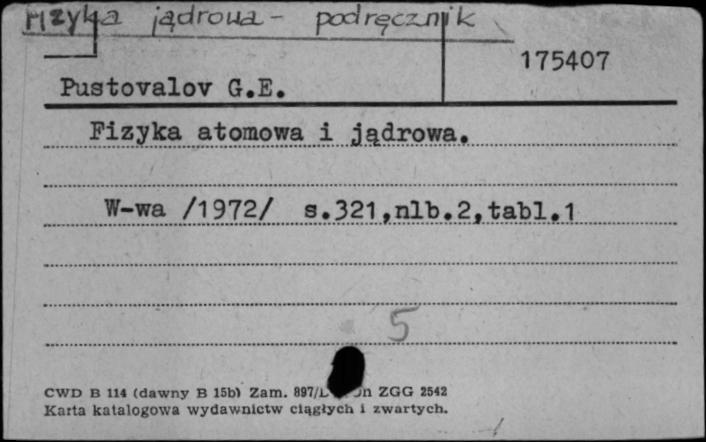 Fizyka jądrowa - podręcznik
175407
Pustovalov G.E.
Fizyka atomowa i jądrowa.
W-wa /1972/ s.321,nlb.2,tabl.1
5
CWD B 114 (dawny B 15b) Zam. 897/ ZGG 2542
Karta katalogowa wydawnictw ciągłych i zwartych.